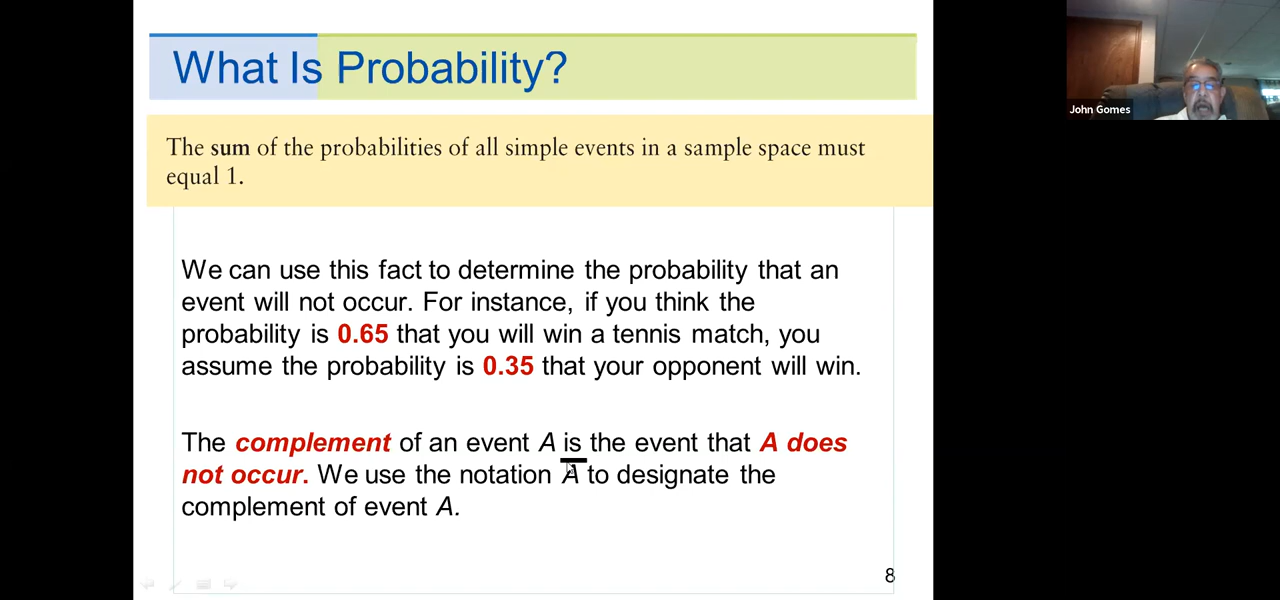 What Is Probability?
The sum of the probabilities of all simple events in a sample space must
equal 1.
We can use this fact to determine the probability that an
event will not occur. For instance, if you think the
probability is 0.65 that you will win a tennis match, you
assume the probability is 0.35 that your opponent will win.
The complement of an event A is the event that A does
not occur. We use the notation A̅ to designate the
complement of event A.
8
John Gomes